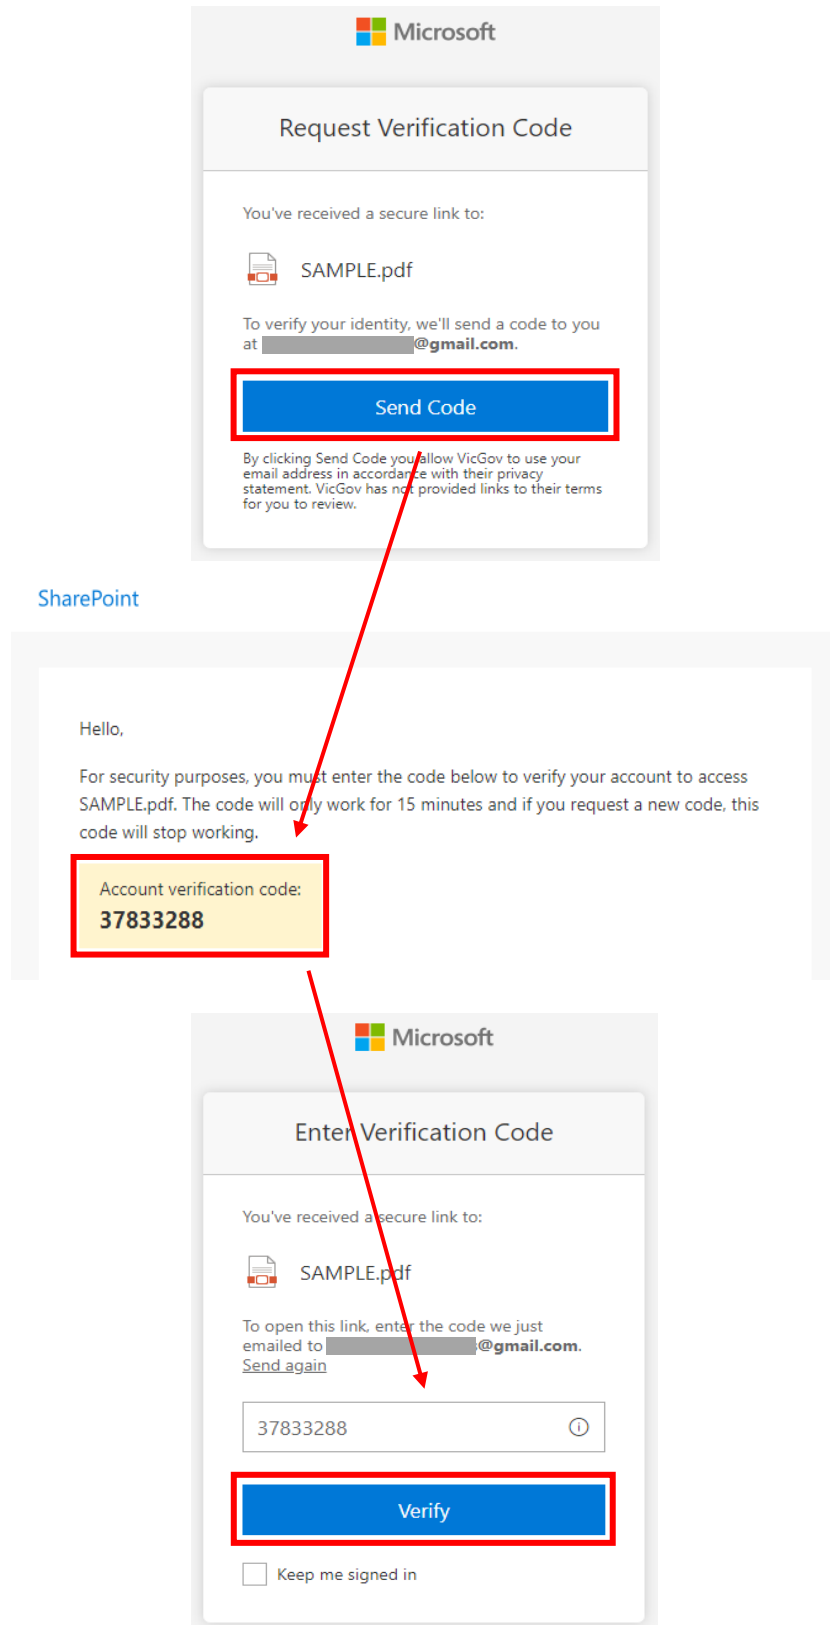 Microsoft
Request Verification Code
You've received a secure link to:
SAMPLE.pdf
To verify your identity, we'll send a code to you
at @gmail.com.
Send Code
By clicking Send Code you allow VicGov to use your
email address in accordance with their privacy
statement. VicGov has not provided links to their terms
for you to review.
SharePoint
Hello,
For security purposes, you must enter the code below to verify your account to access
SAMPLE.pdf. The code will only work for 15 minutes and if you request a new code, this
code will stop working.
Account verification code:
37833288
Microsoft
Enter Verification Code
You've received a secure link to:
SAMPLE.pdf
To open this link, enter the code we just
emailed to @gmail.com.
Send again
37833288
Verify
Keep me signed in